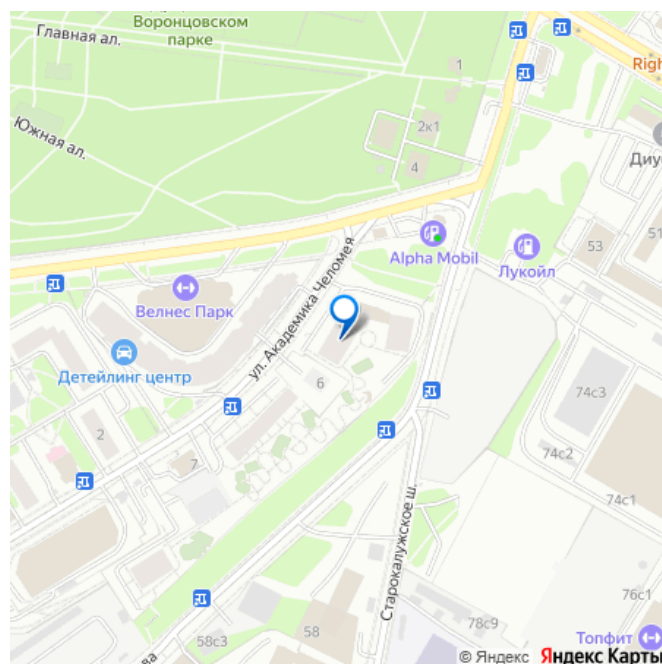 Воронцовском
парке
Главная ал.
Южная ал.
1
2к1
4
Righ
Диу
53
51
Alpha Mobil
Лукойл
Велнес Парк
ул. Академика Челомея
Детейлинг центр
6
2
7
74с3
74с2
74с1
Старокалужское ш.
76с1
78с9
58
58с3
ва
Топфит
© Яндекс Яндекс Карты